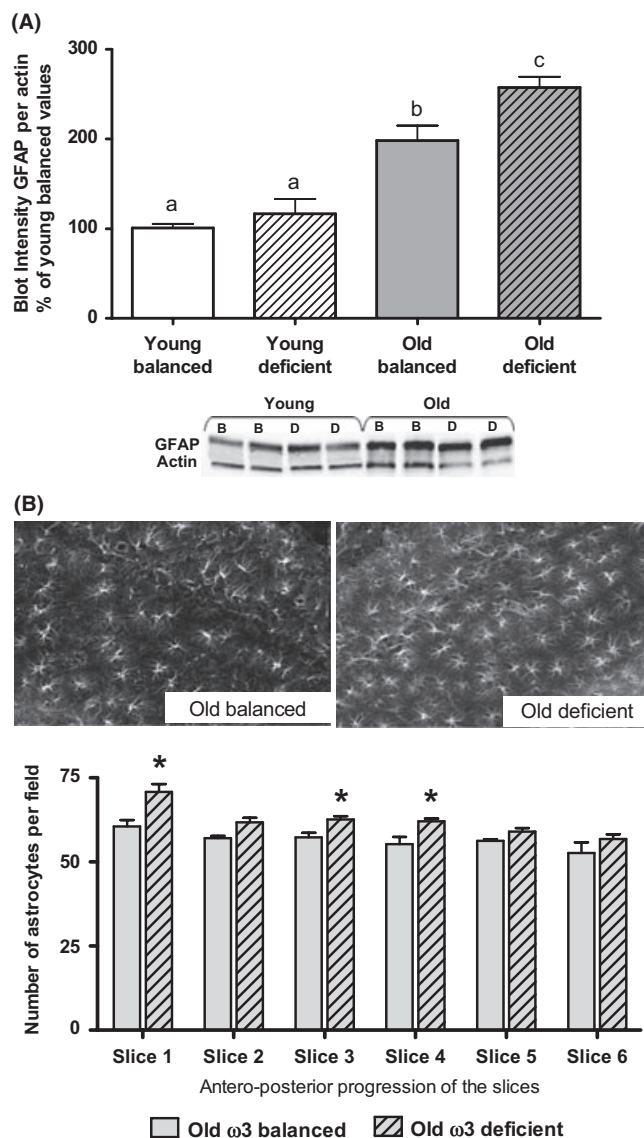 (A)
Blot Intensity GFAP per actin
% of young balanced values
300
200
100
0
a
a
b
c
Young
balanced
Young
deficient
Old
balanced
Old
deficient
Young
Old
B B D D B B D D
GFAP
Actin
(B)
Old balanced
Old deficient
Number of astrocytes per field
75
50
25
0
*
*
*
Slice 1 Slice 2 Slice 3 Slice 4 Slice 5 Slice 6
Antero-posterior progression of the slices
Old ω3 balanced
Old ω3 deficient